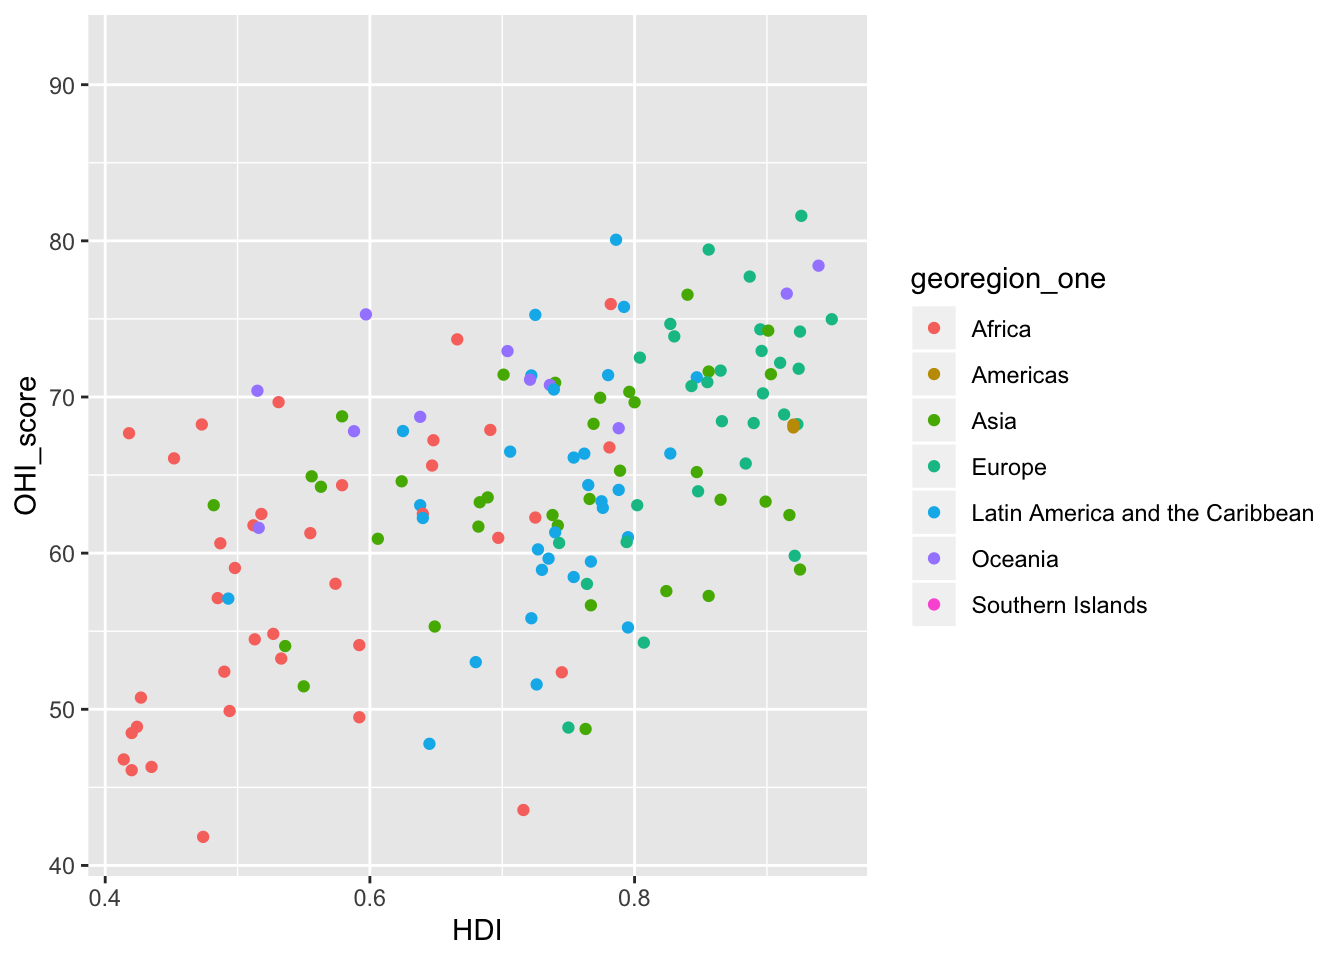 90
80
70
60
50
40
OHI_score
0.4 0.6 0.8
HDI
georegion_one
Africa
Americas
Asia
Europe
Latin America and the Caribbean
Oceania
Southern Islands